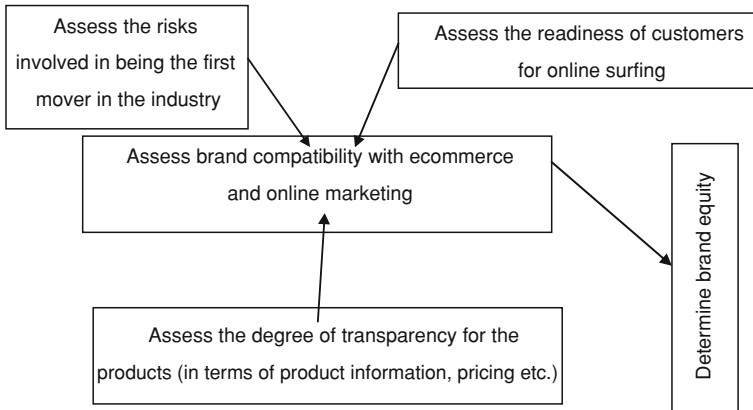 Assess the risks
involved in being the first
mover in the industry
Assess the readiness of customers
for online surfing
Assess brand compatibility with ecommerce
and online marketing
Assess the degree of transparency for the
products (in terms of product information, pricing etc.)
Determine brand equity